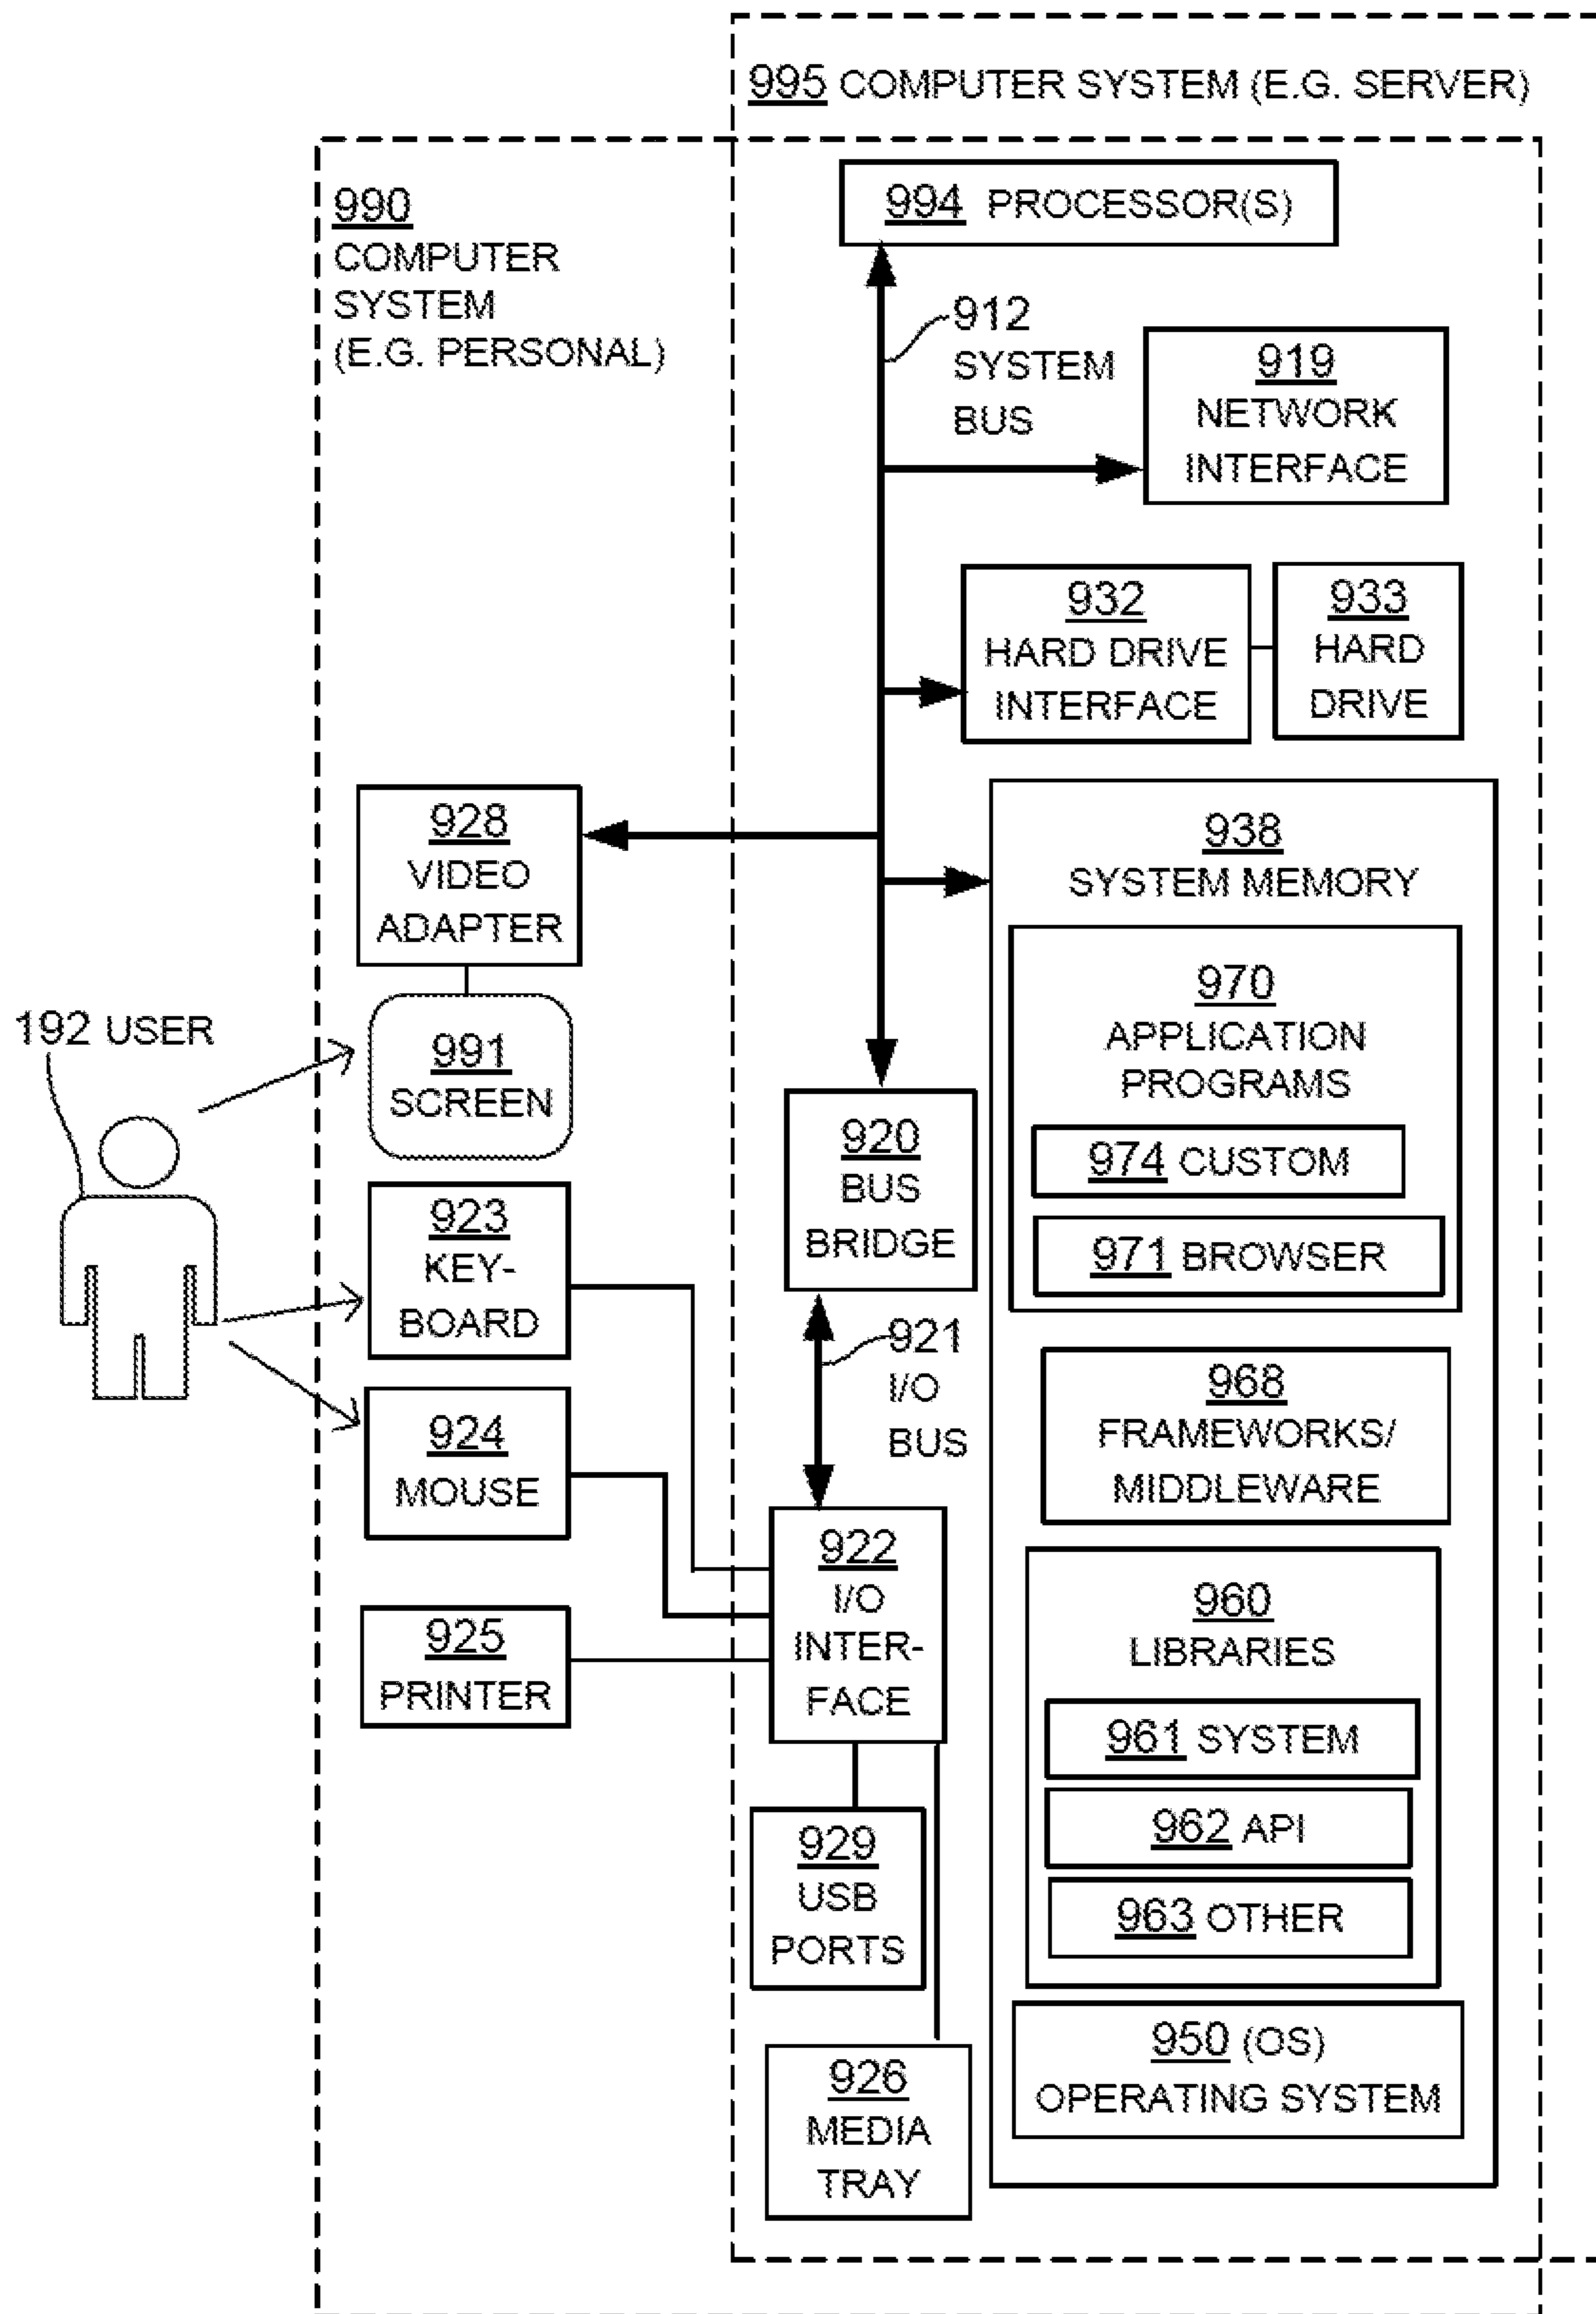 995 COMPUTER SYSTEM (E.G. SERVER)
990
COMPUTER
SYSTEM
(E.G. PERSONAL)
994 PROCESSOR(S)
912
SYSTEM
BUS
919
NETWORK
INTERFACE
932
HARD DRIVE
INTERFACE
933
HARD
DRIVE
928
VIDEO
ADAPTER
938
SYSTEM MEMORY
970
APPLICATION
PROGRAMS
974 CUSTOM
971 BROWSER
192 USER
991
SCREEN
920
BUS
BRIDGE
923
KEY-
BOARD
921
I/O
BUS
924
MOUSE
968
FRAMEWORKS/
MIDDLEWARE
922
I/O
INTER-
FACE
925
PRINTER
960
LIBRARIES
961 SYSTEM
962 API
963 OTHER
929
USB
PORTS
950 (OS)
OPERATING SYSTEM
926
MEDIA
TRAY